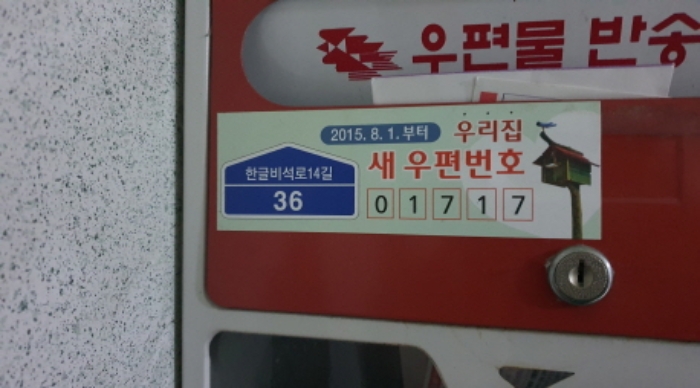 우편물 반송
2015. 8. 1.부터 우리집
새 우편번호
한글비석로14길
36
01717